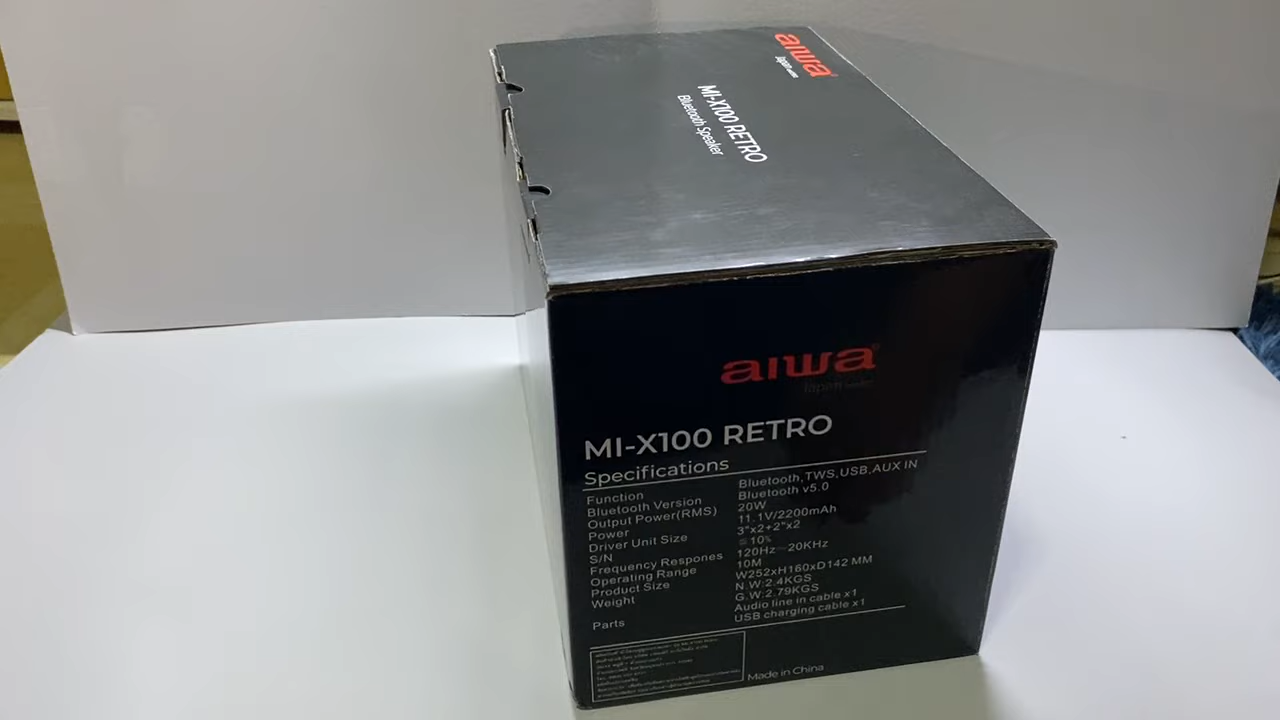 aiwa
Japan
MI-X100 RETRO
Bluetooth Speaker
aiwa
Japan
MI-X100 RETRO
Specifications
Function Bluetooth,TWS,USB,AUX IN
Bluetooth Version Bluetooth v5.0
Output Power(RMS) 20W
Power 11.1V/2200mAh
Driver Unit Size 3"x2+2"x2
S/N ≦10%
Frequency Respones 120Hz~20KHz
Operating Range 10M
Product Size W252xH160xD142 MM
Weight N.W:2.4KGS
G.W:2.79KGS
Parts Audio line in cable x1
USB charging cable x1
Made in China